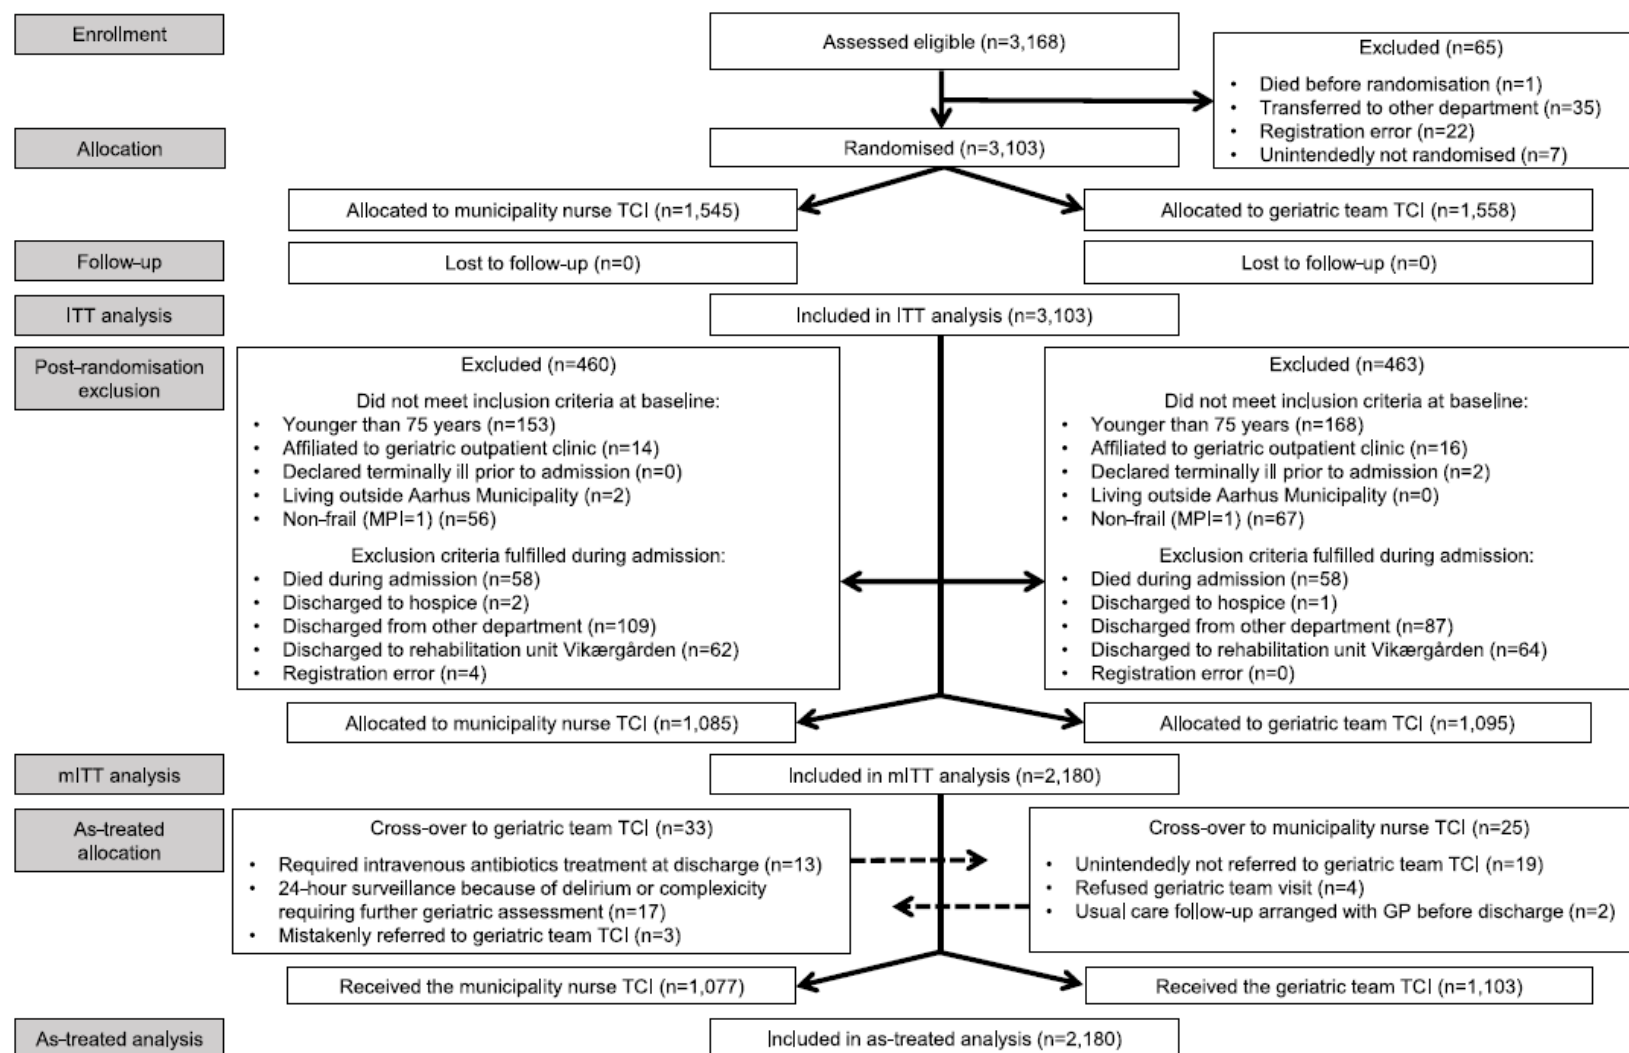 Enrollment
Assessed eligible (n=3,168)
Excluded (n=65)
• Died before randomisation (n=1)
• Transferred to other department (n=35)
• Registration error (n=22)
• Unintendedly not randomised (n=7)
Allocation
Randomised (n=3,103)
Allocated to municipality nurse TCI (n=1,545)
Allocated to geriatric team TCI (n=1,558)
Follow-up
Lost to follow-up (n=0)
Lost to follow-up (n=0)
ITT analysis
Included in ITT analysis (n=3,103)
Post-randomisation
exclusion
Excluded (n=460)
Did not meet inclusion criteria at baseline:
• Younger than 75 years (n=153)
• Affiliated to geriatric outpatient clinic (n=14)
• Declared terminally ill prior to admission (n=0)
• Living outside Aarhus Municipality (n=2)
• Non-frail (MPI=1) (n=56)
Exclusion criteria fulfilled during admission:
• Died during admission (n=58)
• Discharged to hospice (n=2)
• Discharged from other department (n=109)
• Discharged to rehabilitation unit Vikærgården (n=62)
• Registration error (n=4)
Excluded (n=463)
Did not meet inclusion criteria at baseline:
• Younger than 75 years (n=168)
• Affiliated to geriatric outpatient clinic (n=16)
• Declared terminally ill prior to admission (n=2)
• Living outside Aarhus Municipality (n=0)
• Non-frail (MPI=1) (n=67)
Exclusion criteria fulfilled during admission:
• Died during admission (n=58)
• Discharged to hospice (n=1)
• Discharged from other department (n=87)
• Discharged to rehabilitation unit Vikærgården (n=64)
• Registration error (n=0)
Allocated to municipality nurse TCI (n=1,085)
Allocated to geriatric team TCI (n=1,095)
mITT analysis
Included in mITT analysis (n=2,180)
As-treated
allocation
Cross-over to geriatric team TCI (n=33)
• Required intravenous antibiotics treatment at discharge (n=13)
• 24-hour surveillance because of delirium or complexicity
requiring further geriatric assessment (n=17)
• Mistakenly referred to geriatric team TCI (n=3)
Cross-over to municipality nurse TCI (n=25)
• Unintendedly not referred to geriatric team TCI (n=19)
• Refused geriatric team visit (n=4)
• Usual care follow-up arranged with GP before discharge (n=2)
Received the municipality nurse TCI (n=1,077)
Received the geriatric team TCI (n=1,103)
As-treated analysis
Included in as-treated analysis (n=2,180)